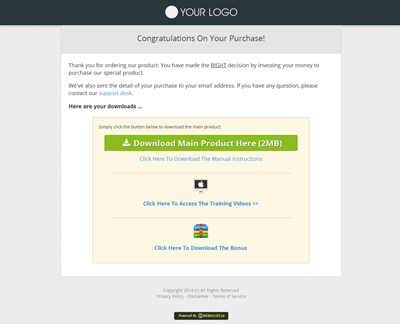 YOUR LOGO
Congratulations On Your Purchase!
Thank you for ordering our product. You have made the RIGHT decision by investing your money to
purchase our special product.
We've also sent the detail of your purchase to your email address. If you have any question, please
contact our support desk.
Here are your downloads ...
Simply click the button below to download the main product:
Download Main Product Here (2MB)
Click Here To Download The Manual Instructions
Click Here To Access The Training Videos >>
Click Here To Download The Bonus
Copyright 2014 (c) All Rights Reserved
Privacy Policy - Disclaimer - Terms of Service
Powered By